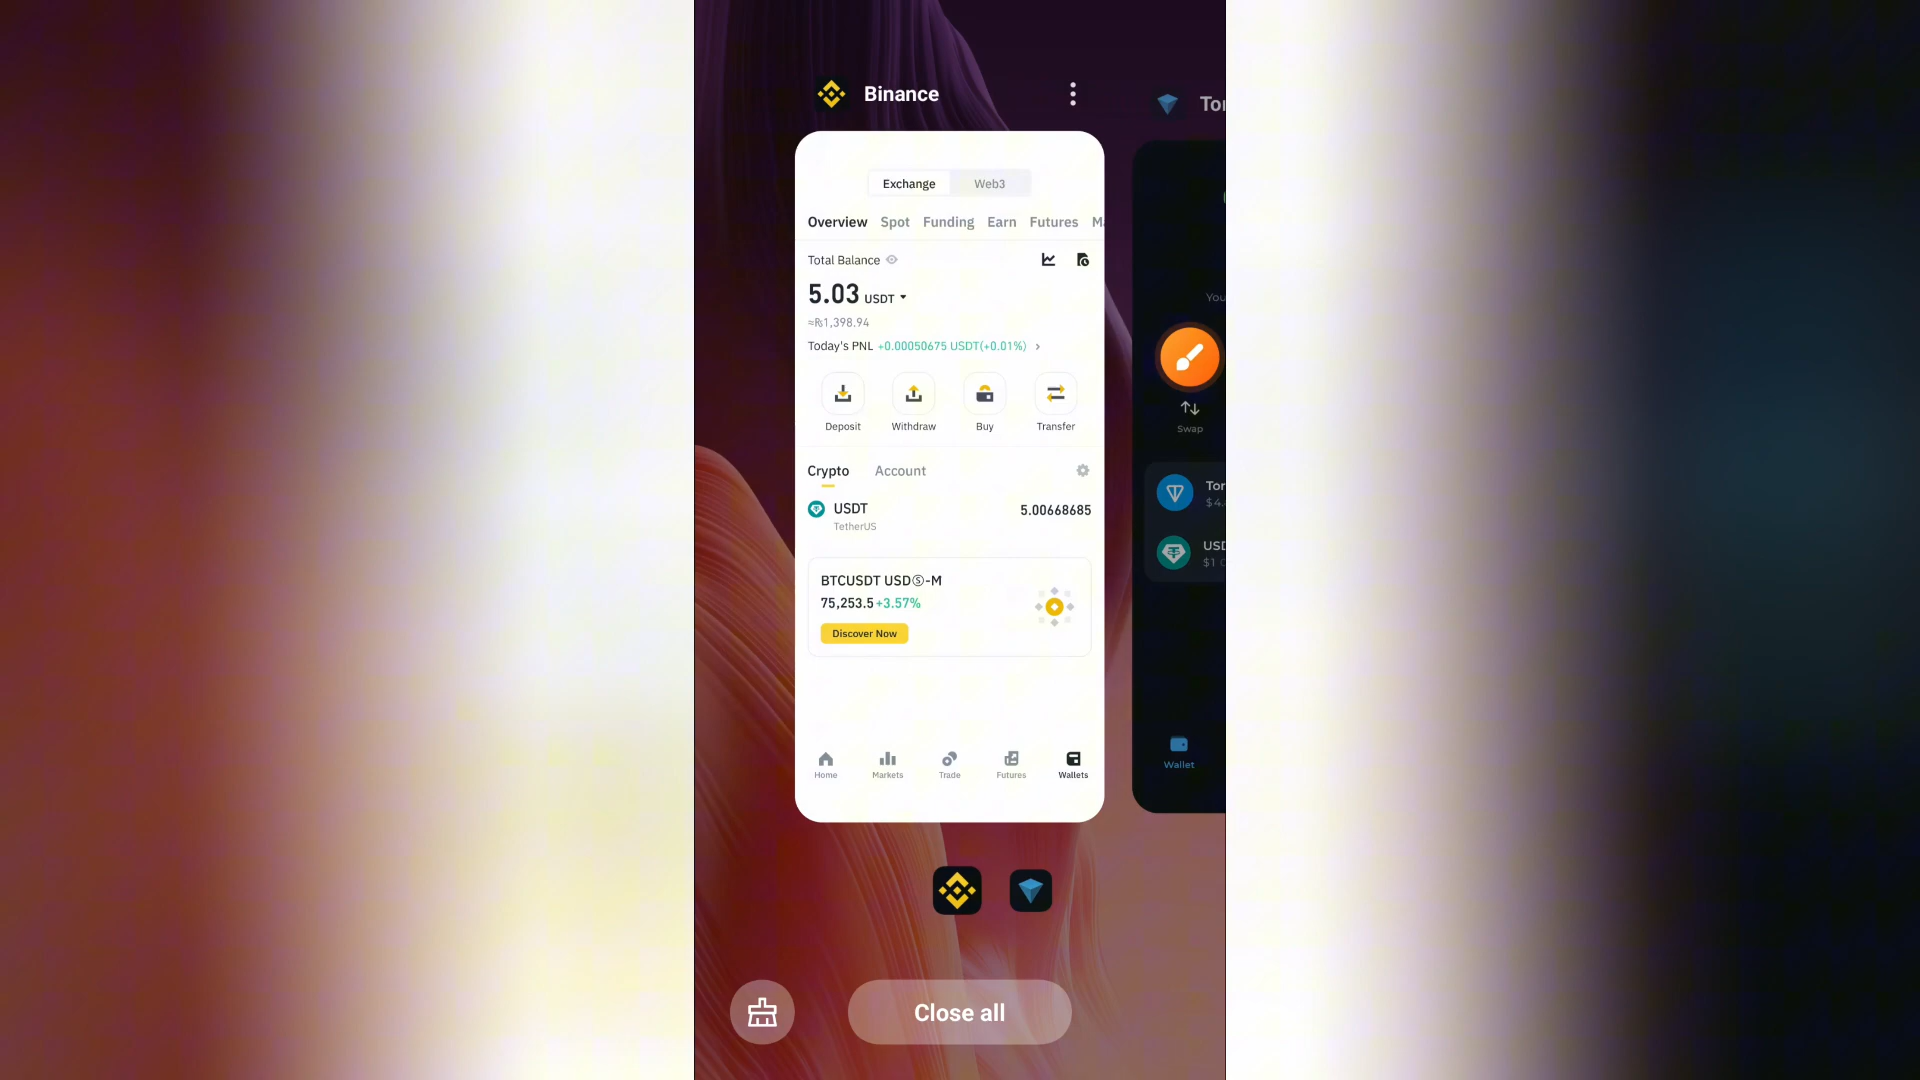 Binance
Exchange Web3
Overview Spot Funding Earn Futures
Total Balance
5.03 USDT
≈₨1,398.94
Today's PNL +0.00050675 USDT(+0.01%)
Deposit Withdraw Buy Transfer
Crypto Account
USDT 5.00668685
TetherUS
BTCUSDT USDⓈ-M
75,253.5 +3.57%
Discover Now
Home Markets Trade Futures Wallets
You
Swap
$4.
$1
Wallet
Close all